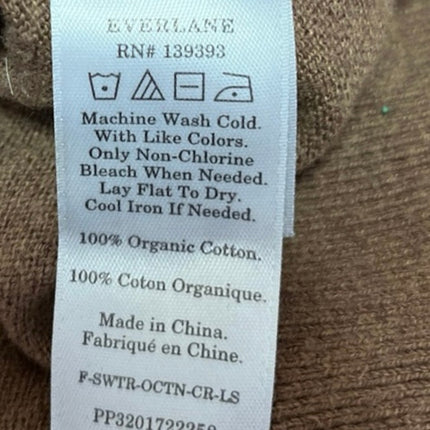 EVERLANE
RN# 139393
Machine Wash Cold.
With Like Colors.
Only Non-Chlorine
Bleach When Needed.
Lay Flat To Dry.
Cool Iron If Needed.
100% Organic Cotton.
100% Coton Organique.
Made in China.
Fabriqué en Chine.
F-SWTR-OCTN-CR-LS
PP3201722250